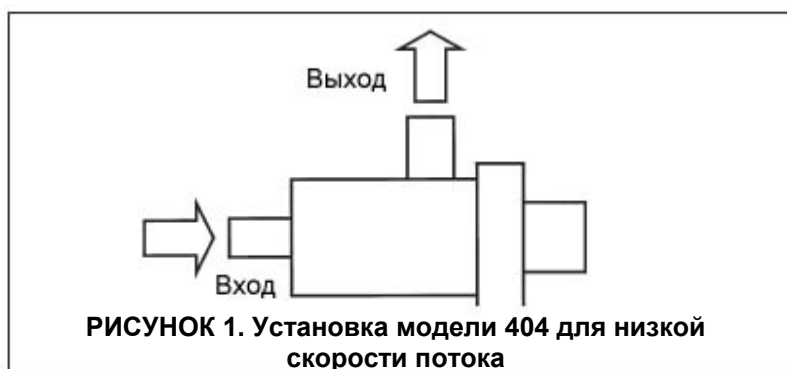 Выход
Вход
РИСУНОК 1. Установка модели 404 для низкой
скорости потока